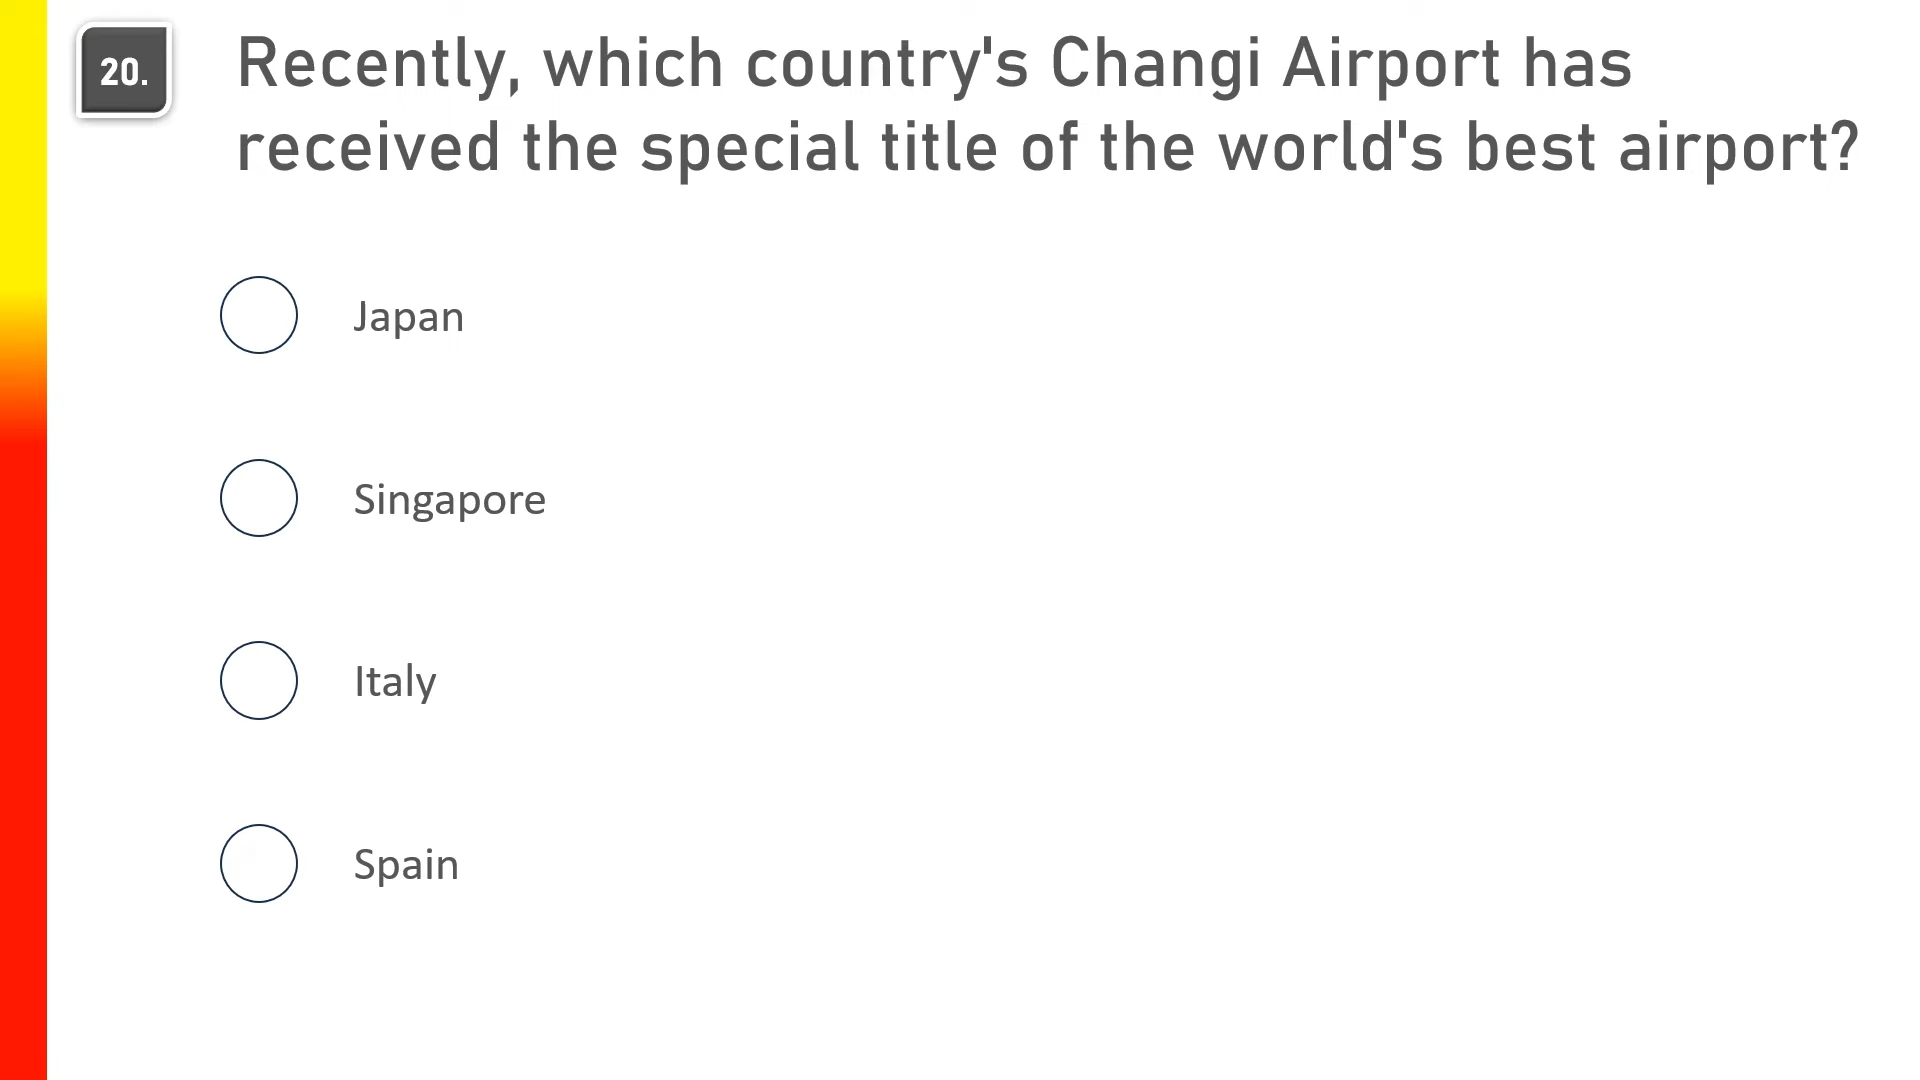 20.
Recently, which country's Changi Airport has
received the special title of the world's best airport?
Japan
Singapore
Italy
Spain